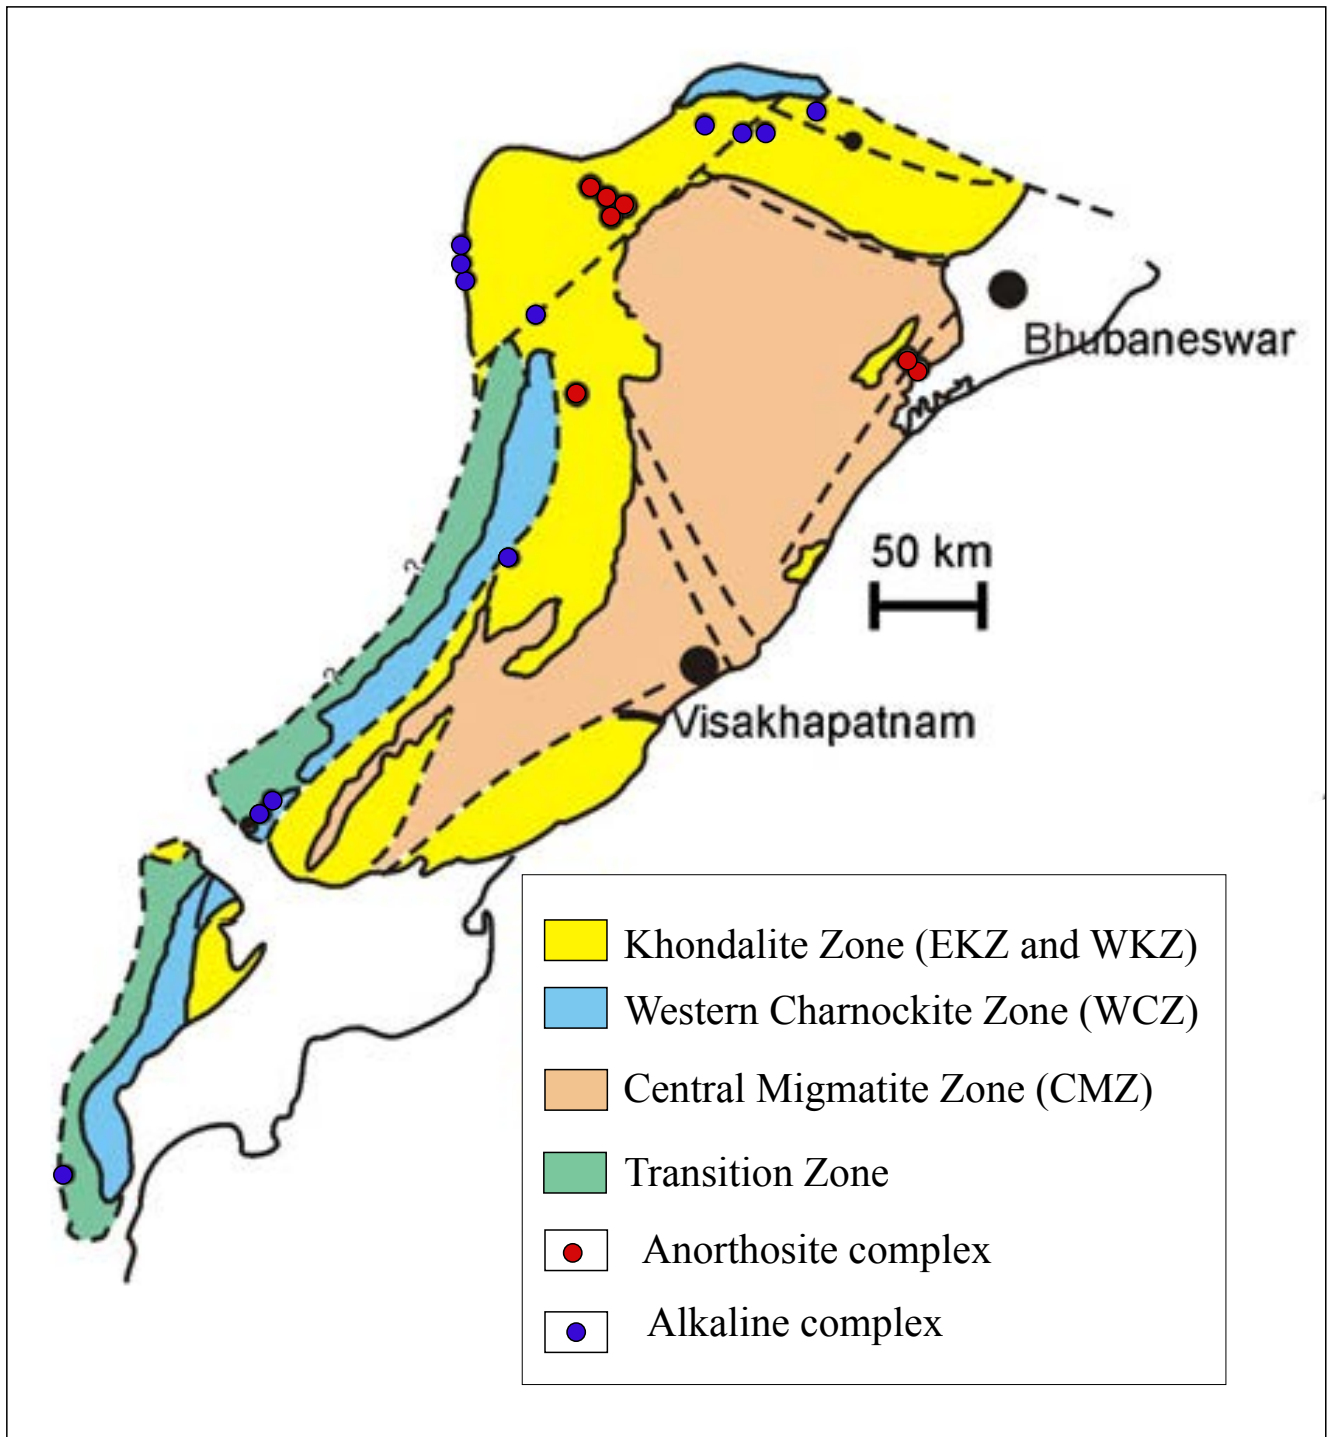 Bhubaneswar
?
50 km
?
Visakhapatnam
Khondalite Zone (EKZ and WKZ)
Western Charnockite Zone (WCZ)
Central Migmatite Zone (CMZ)
Transition Zone
Anorthosite complex
Alkaline complex